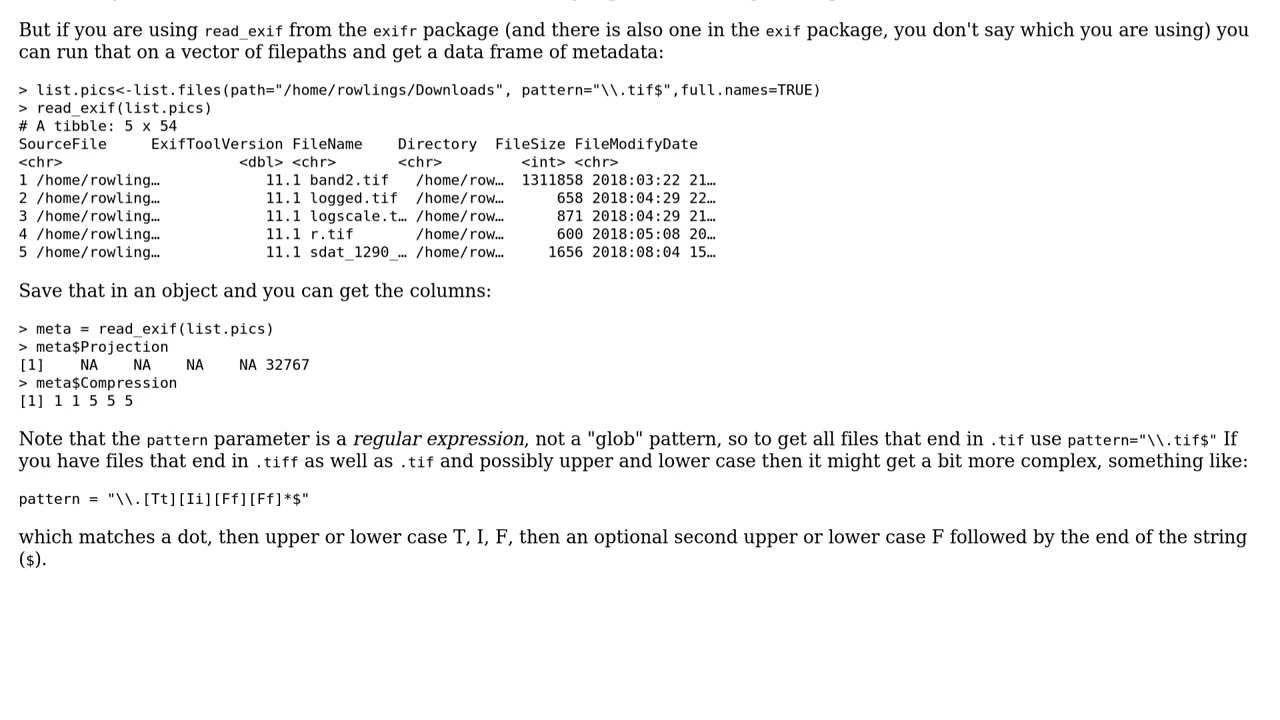 But if you are using read_exif from the exifr package (and there is also one in the exif package, you don't say which you are using) you
can run that on a vector of filepaths and get a data frame of metadata:
> list.pics<-list.files(path="/home/rowlings/Downloads", pattern="\\.tif$",full.names=TRUE)
> read_exif(list.pics)
# A tibble: 5 x 54
SourceFile     ExifToolVersion FileName    Directory  FileSize FileModifyDate
<chr>                    <dbl> <chr>       <chr>         <int> <chr>
1 /home/rowling…            11.1 band2.tif   /home/row…  1311858 2018:03:22 21…
2 /home/rowling…            11.1 logged.tif  /home/row…      658 2018:04:29 22…
3 /home/rowling…            11.1 logscale.t… /home/row…      871 2018:04:29 21…
4 /home/rowling…            11.1 r.tif       /home/row…      600 2018:05:08 20…
5 /home/rowling…            11.1 sdat_1290_… /home/row…     1656 2018:08:04 15…
Save that in an object and you can get the columns:
> meta = read_exif(list.pics)
> meta$Projection
[1]    NA    NA    NA    NA 32767
> meta$Compression
[1] 1 1 5 5 5
Note that the pattern parameter is a regular expression, not a "glob" pattern, so to get all files that end in .tif use pattern="\\.tif$" If
you have files that end in .tiff as well as .tif and possibly upper and lower case then it might get a bit more complex, something like:
pattern = "\\.[Tt][Ii][Ff][Ff]*$"
which matches a dot, then upper or lower case T, I, F, then an optional second upper or lower case F followed by the end of the string
($).